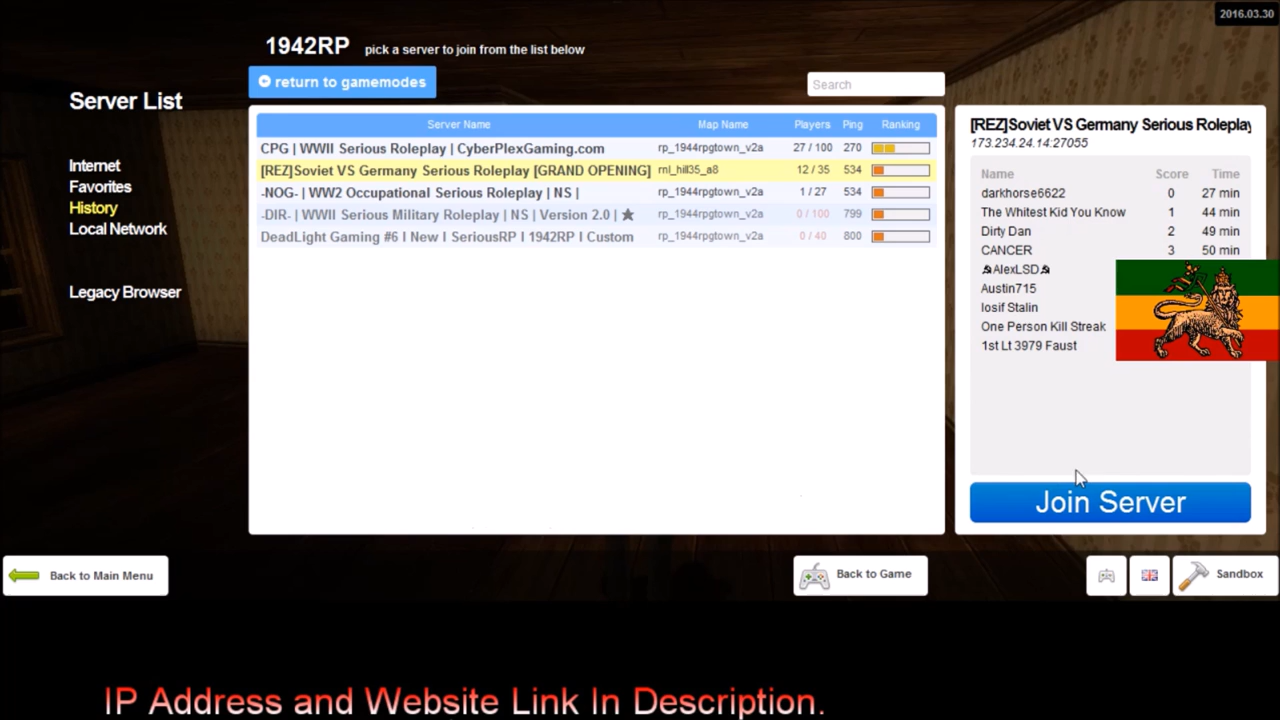 2016.03.30
1942RP pick a server to join from the list below
return to gamemodes
Search
Server List
Internet
Favorites
History
Local Network
Legacy Browser
Server Name Map Name Players Ping Ranking
CPG | WWII Serious Roleplay | CyberPlexGaming.com rp_1944rpgtown_v2a 27 / 100 270
[REZ]Soviet VS Germany Serious Roleplay [GRAND OPENING] rnl_hill35_a8 12 / 35 534
-NOG- | WW2 Occupational Serious Roleplay | NS | rp_1944rpgtown_v2a 1 / 27 534
-DIR- | WWII Serious Military Roleplay | NS | Version 2.0 | ★ rp_1944rpgtown_v2a 0 / 100 799
DeadLight Gaming #6 I New I SeriousRP I 1942RP I Custom rp_1944rpgtown_v2a 0 / 40 800
[REZ]Soviet VS Germany Serious Roleplay
173.234.24.14:27055
Name Score Time
darkhorse6622 0 27 min
The Whitest Kid You Know 1 44 min
Dirty Dan 2 49 min
CANCER 3 50 min
☭AlexLSD☭
Austin715
Iosif Stalin
One Person Kill Streak
1st Lt 3979 Faust
Join Server
Back to Main Menu
Back to Game
Sandbox
IP Address and Website Link In Description.